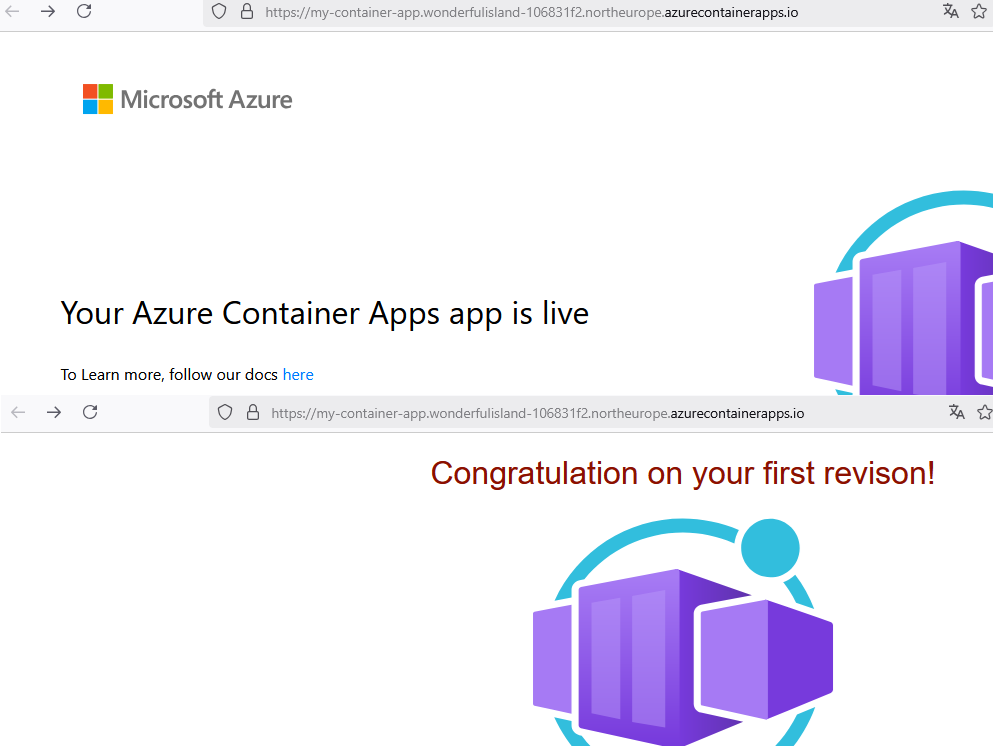 https://my-container-app.wonderfulisland-106831f2.northeurope.azurecontainerapps.io
Microsoft Azure
Your Azure Container Apps app is live
To Learn more, follow our docs here
https://my-container-app.wonderfulisland-106831f2.northeurope.azurecontainerapps.io
Congratulation on your first revison!